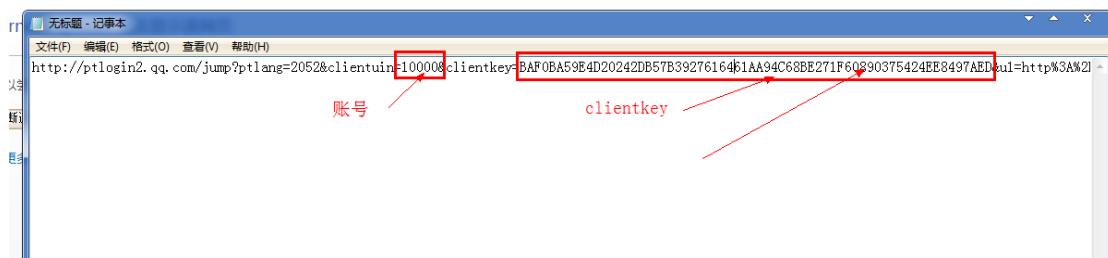 无标题 - 记事本
文件(F) 编辑(E) 格式(O) 查看(V) 帮助(H)
http://ptlogin2.qq.com/jump?ptlang=2052&clientuin=10000&clientkey=BAF0BA59E4D20242DB57B3927616461AA94C68BE271F60890375424EE8497AED&u1=http%3A%2
账号
clientkey